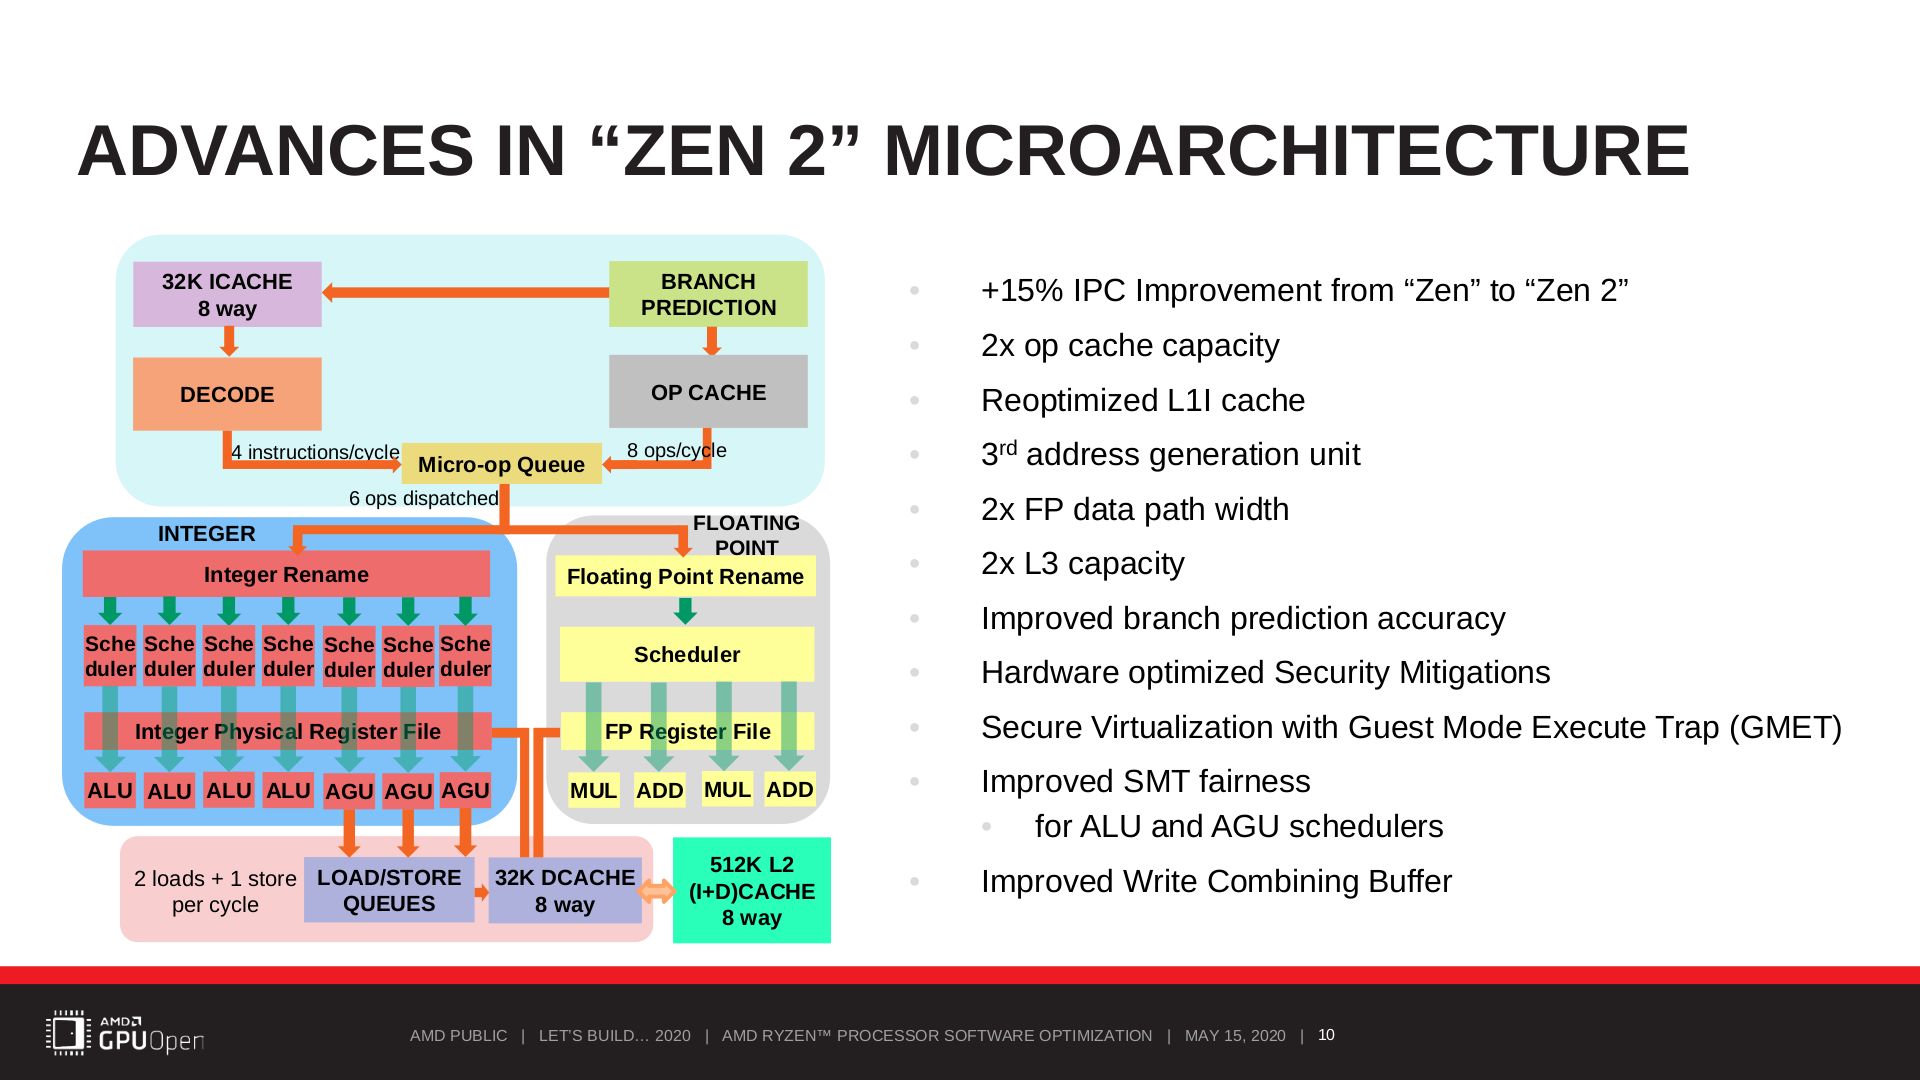 ADVANCES IN “ZEN 2” MICROARCHITECTURE
32K ICACHE
8 way
BRANCH
PREDICTION
DECODE
OP CACHE
4 instructions/cycle
Micro-op Queue
8 ops/cycle
6 ops dispatched
INTEGER
FLOATING
POINT
Integer Rename
Floating Point Rename
Sche Sche Sche Sche Sche Sche Sche
duler duler duler duler duler duler duler
Scheduler
Integer Physical Register File
FP Register File
ALU ALU ALU ALU AGU AGU AGU
MUL ADD MUL ADD
2 loads + 1 store
per cycle
LOAD/STORE
QUEUES
32K DCACHE
8 way
512K L2
(I+D)CACHE
8 way
• +15% IPC Improvement from “Zen” to “Zen 2”
• 2x op cache capacity
• Reoptimized L1I cache
• 3rd address generation unit
• 2x FP data path width
• 2x L3 capacity
• Improved branch prediction accuracy
• Hardware optimized Security Mitigations
• Secure Virtualization with Guest Mode Execute Trap (GMET)
• Improved SMT fairness
• for ALU and AGU schedulers
• Improved Write Combining Buffer
AMD
GPUOpen
AMD PUBLIC | LET’S BUILD… 2020 | AMD RYZEN™ PROCESSOR SOFTWARE OPTIMIZATION | MAY 15, 2020 | 10